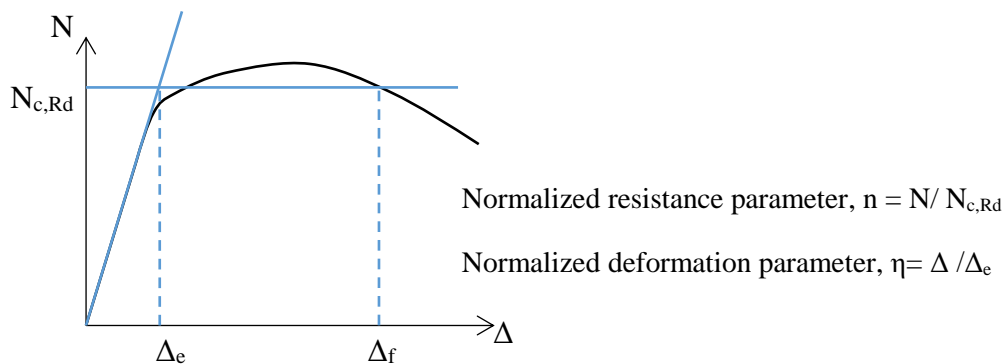 N
N_c,Rd
Normalized resistance parameter, n = N/ N_c,Rd
Normalized deformation parameter, η= Δ /Δ_e
Δ
Δ_e Δ_f